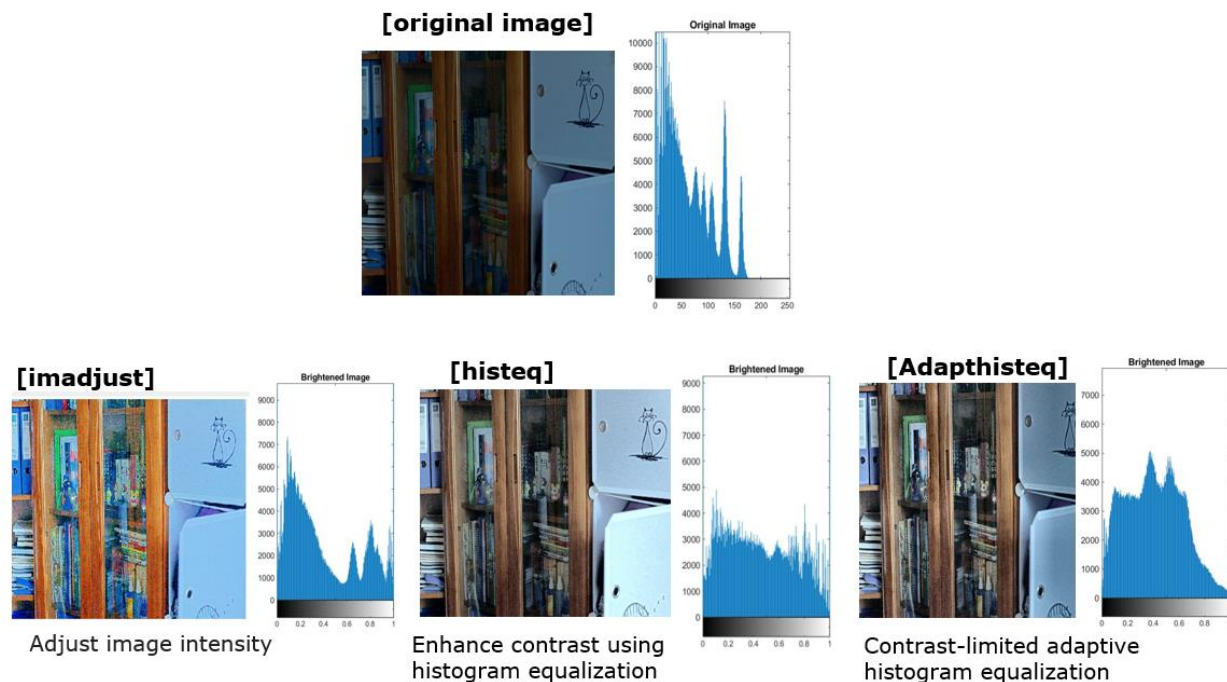 [original image]
Original Image
10000
9000
8000
7000
6000
5000
4000
3000
2000
1000
0
0 50 100 150 200 250
[imadjust]
Brightened Image
9000
8000
7000
6000
5000
4000
3000
2000
1000
0
0 0.2 0.4 0.6 0.8 1
Adjust image intensity
[histeq]
Brightened Image
9000
8000
7000
6000
5000
4000
3000
2000
1000
0
0 0.2 0.4 0.6 0.8 1
Enhance contrast using
histogram equalization
[Adapthisteq]
Brightened Image
7000
6000
5000
4000
3000
2000
1000
0
0 0.2 0.4 0.6 0.8
Contrast-limited adaptive
histogram equalization